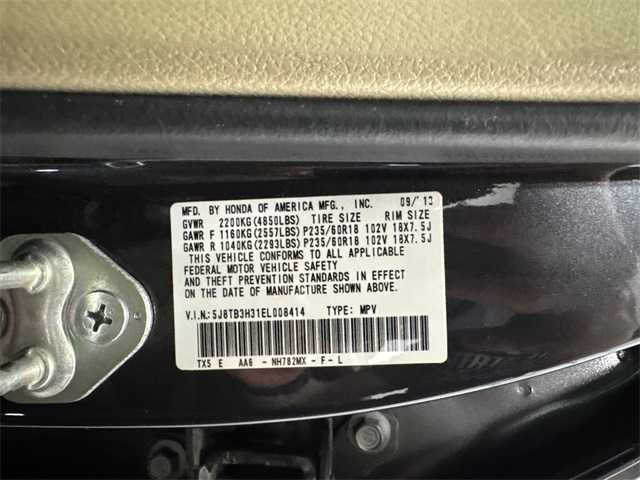 MFD. BY HONDA OF AMERICA MFG., INC. 09/'13
GVWR 2200KG(4850LBS) TIRE SIZE RIM SIZE
GAWR F 1160KG(2557LBS) P235/60R18 102V 18X7.5J
GAWR R 1040KG(2293LBS) P235/60R18 102V 18X7.5J
THIS VEHICLE CONFORMS TO ALL APPLICABLE
FEDERAL MOTOR VEHICLE SAFETY
AND THEFT PREVENTION STANDARDS IN EFFECT
ON THE DATE OF MANUFACTURE SHOWN ABOVE.
V.I.N.:5J8TB3H31EL008414 TYPE: MPV
TX5 E AA6 - NH782MX - F - L